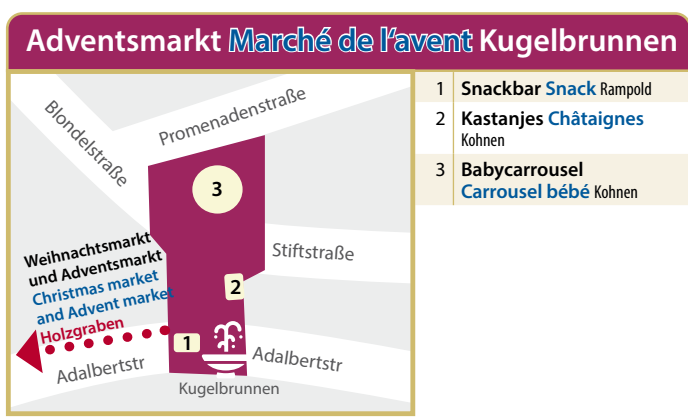 Adventsmarkt Marché de l'avent Kugelbrunnen
1 Snackbar Snack Rampold
2 Kastanjes Châtaignes
Kohnen
3 Babycarrousel
Carrousel bébé Kohnen
Blondelstraße
Promenadenstraße
3
Weihnachtsmarkt
und Adventsmarkt
Christmas market
and Advent market
Holzgraben
Stiftstraße
2
1
Adalbertstr
Adalbertstr
Kugelbrunnen